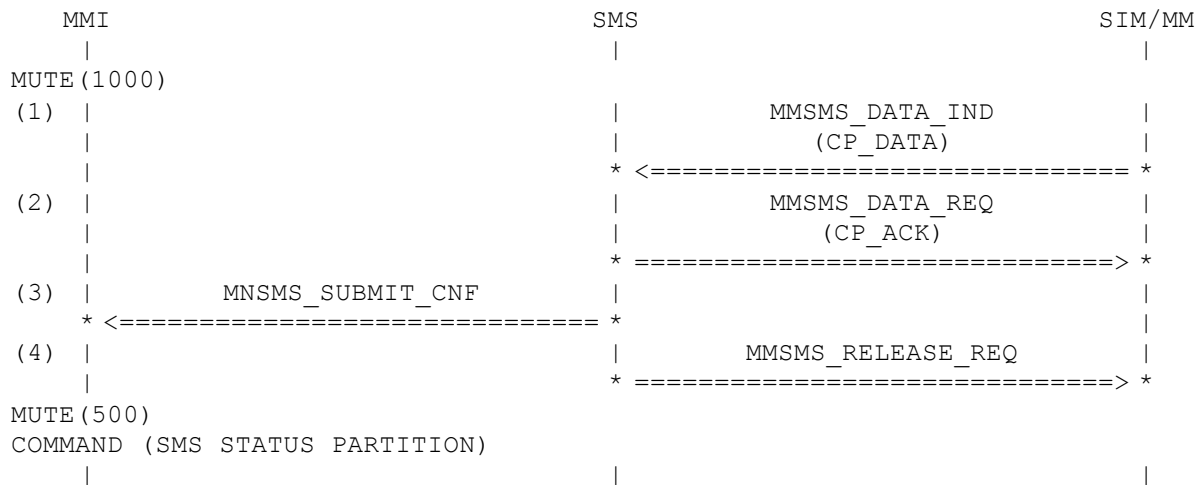 MMI SMS SIM/MM
| | |
MUTE(1000)
(1) | | MMSMS_DATA_IND |
| | (CP_DATA) |
| * <============================== *
(2) | | MMSMS_DATA_REQ |
| | (CP_ACK) |
| * ==============================> *
(3) | MNSMS_SUBMIT_CNF | |
* <=============================== * |
(4) | | MMSMS_RELEASE_REQ |
| * ==============================> *
MUTE(500)
COMMAND (SMS STATUS PARTITION)
| | |